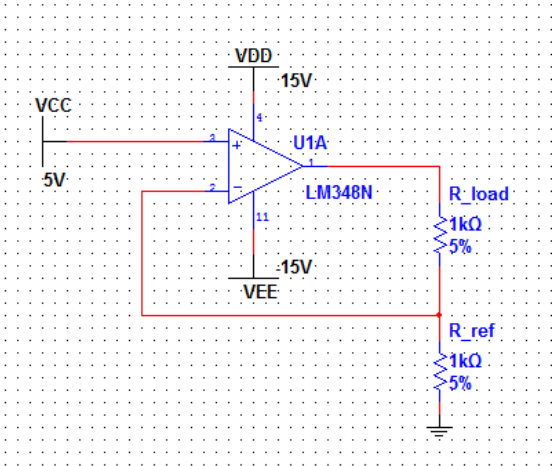 VDD
15V
VCC
5V
4
3
+
U1A
1
2
−
LM348N
11
-15V
VEE
R_load
1kΩ
5%
R_ref
1kΩ
5%